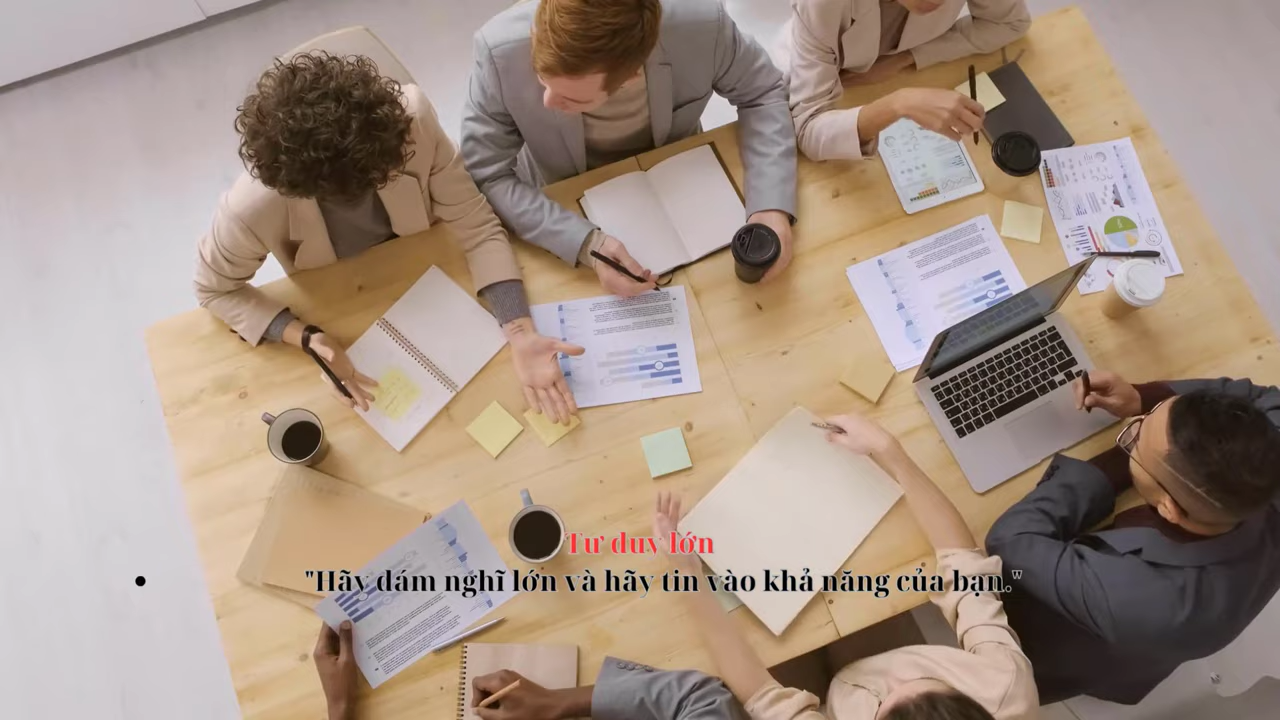 Tư duy lớn
• "Hãy dám nghĩ lớn và hãy tin vào khả năng của bạn."